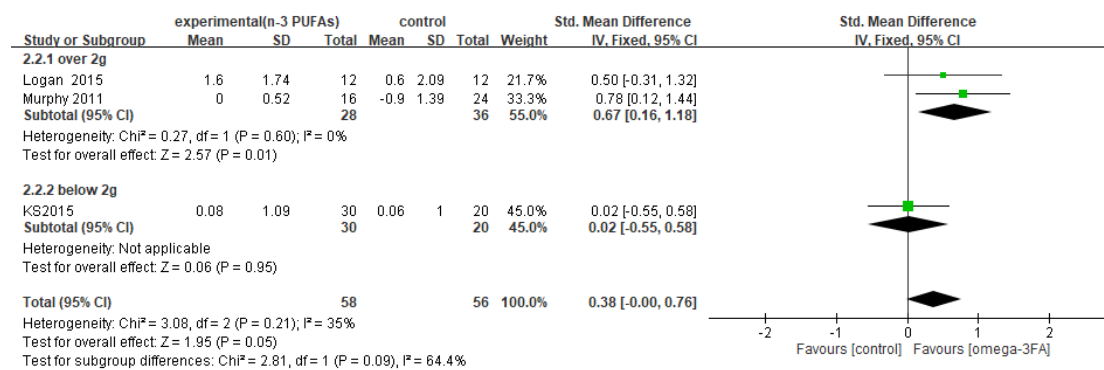 experimental(n-3 PUFAs) control Std. Mean Difference Std. Mean Difference
Study or Subgroup Mean SD Total Mean SD Total Weight IV, Fixed, 95% CI IV, Fixed, 95% CI
2.2.1 over 2g
Logan 2015 1.6 1.74 12 0.6 2.09 12 21.7% 0.50 [-0.31, 1.32]
Murphy 2011 0 0.52 16 -0.9 1.39 24 33.3% 0.78 [0.12, 1.44]
Subtotal (95% CI) 28 36 55.0% 0.67 [0.16, 1.18]
Heterogeneity: Chi² = 0.27, df = 1 (P = 0.60); I² = 0%
Test for overall effect: Z = 2.57 (P = 0.01)
2.2.2 below 2g
KS2015 0.08 1.09 30 0.06 1 20 45.0% 0.02 [-0.55, 0.58]
Subtotal (95% CI) 30 20 45.0% 0.02 [-0.55, 0.58]
Heterogeneity: Not applicable
Test for overall effect: Z = 0.06 (P = 0.95)
Total (95% CI) 58 56 100.0% 0.38 [-0.00, 0.76]
Heterogeneity: Chi² = 3.08, df = 2 (P = 0.21); I² = 35%
Test for overall effect: Z = 1.95 (P = 0.05)
Test for subgroup differences: Chi² = 2.81, df = 1 (P = 0.09), I² = 64.4%
-2 -1 0 1 2
Favours [control] Favours [omega-3FA]